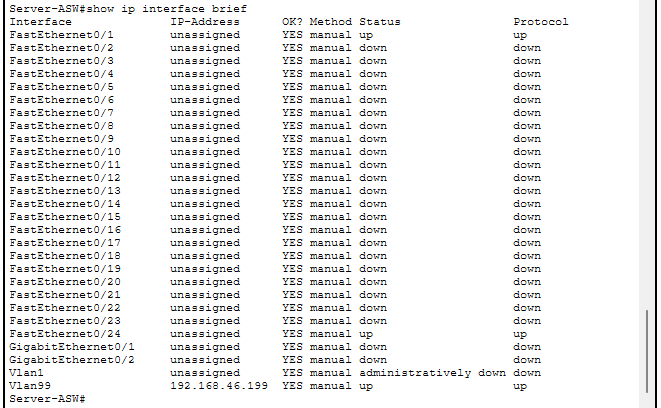 Server-ASW#show ip interface brief
Interface IP-Address OK? Method Status Protocol
FastEthernet0/1 unassigned YES manual up up
FastEthernet0/2 unassigned YES manual down down
FastEthernet0/3 unassigned YES manual down down
FastEthernet0/4 unassigned YES manual down down
FastEthernet0/5 unassigned YES manual down down
FastEthernet0/6 unassigned YES manual down down
FastEthernet0/7 unassigned YES manual down down
FastEthernet0/8 unassigned YES manual down down
FastEthernet0/9 unassigned YES manual down down
FastEthernet0/10 unassigned YES manual down down
FastEthernet0/11 unassigned YES manual down down
FastEthernet0/12 unassigned YES manual down down
FastEthernet0/13 unassigned YES manual down down
FastEthernet0/14 unassigned YES manual down down
FastEthernet0/15 unassigned YES manual down down
FastEthernet0/16 unassigned YES manual down down
FastEthernet0/17 unassigned YES manual down down
FastEthernet0/18 unassigned YES manual down down
FastEthernet0/19 unassigned YES manual down down
FastEthernet0/20 unassigned YES manual down down
FastEthernet0/21 unassigned YES manual down down
FastEthernet0/22 unassigned YES manual down down
FastEthernet0/23 unassigned YES manual down down
FastEthernet0/24 unassigned YES manual up up
GigabitEthernet0/1 unassigned YES manual down down
GigabitEthernet0/2 unassigned YES manual down down
Vlan1 unassigned YES manual administratively down down
Vlan99 192.168.46.199 YES manual up up
Server-ASW#